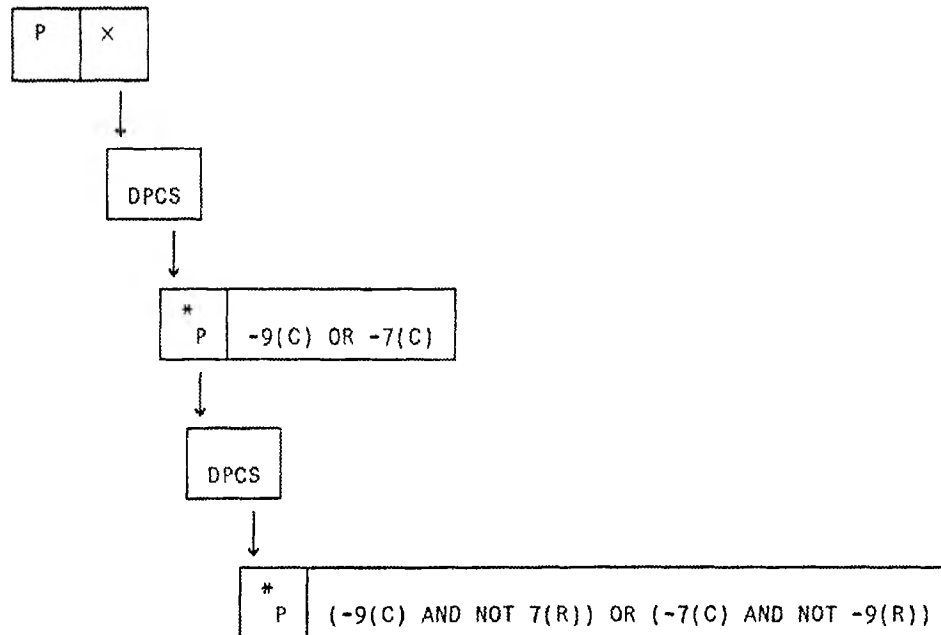 P X
DPCS
*
P -9(C) OR -7(C)
DPCS
*
P (-9(C) AND NOT 7(R)) OR (-7(C) AND NOT -9(R))